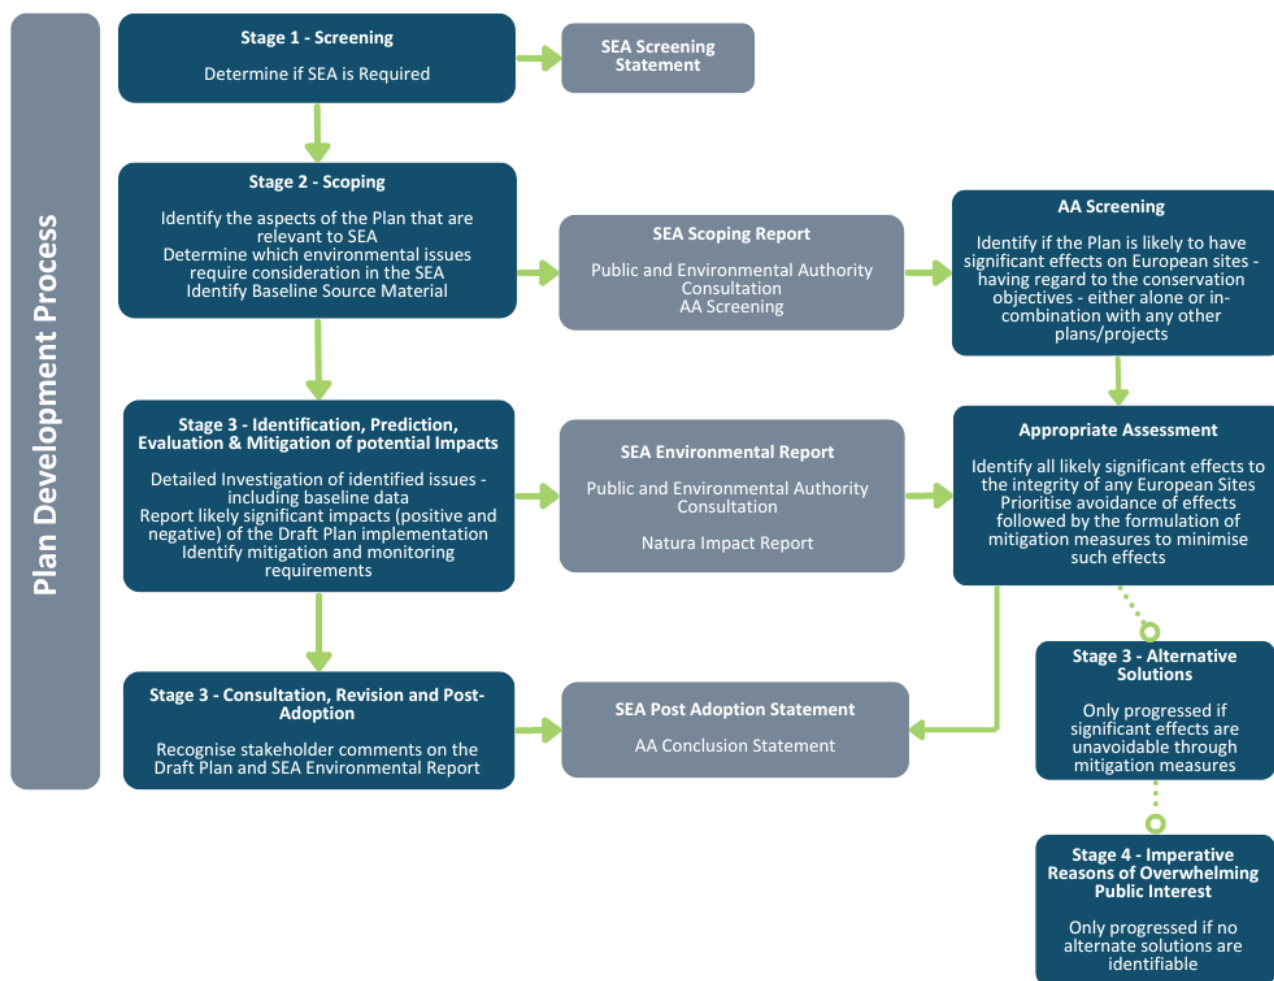 Plan Development Process
Stage 1 - Screening
Determine if SEA is Required
SEA Screening
Statement
Stage 2 - Scoping
Identify the aspects of the Plan that are
relevant to SEA
Determine which environmental issues
require consideration in the SEA
Identify Baseline Source Material
SEA Scoping Report
Public and Environmental Authority
Consultation
AA Screening
AA Screening
Identify if the Plan is likely to have
significant effects on European sites -
having regard to the conservation
objectives - either alone or in-
combination with any other
plans/projects
Stage 3 - Identification, Prediction,
Evaluation & Mitigation of potential Impacts
Detailed Investigation of identified issues -
including baseline data
Report likely significant impacts (positive and
negative) of the Draft Plan implementation
Identify mitigation and monitoring
requirements
SEA Environmental Report
Public and Environmental Authority
Consultation
Natura Impact Report
Appropriate Assessment
Identify all likely significant effects to
the integrity of any European Sites
Prioritise avoidance of effects
followed by the formulation of
mitigation measures to minimise
such effects
Stage 3 - Consultation, Revision and Post-
Adoption
Recognise stakeholder comments on the
Draft Plan and SEA Environmental Report
SEA Post Adoption Statement
AA Conclusion Statement
Stage 3 - Alternative
Solutions
Only progressed if
significant effects are
unavoidable through
mitigation measures
Stage 4 - Imperative
Reasons of Overwhelming
Public Interest
Only progressed if no
alternate solutions are
identifiable